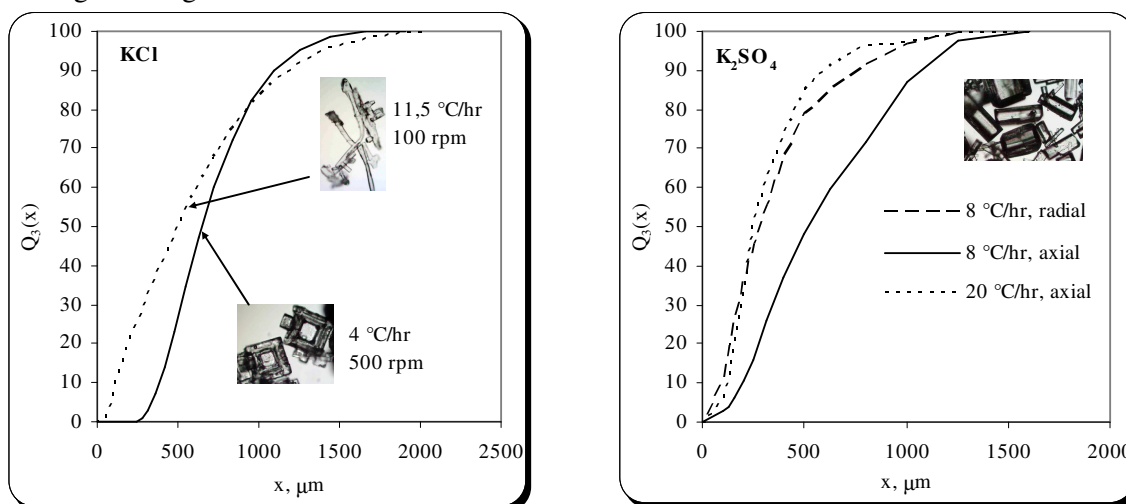 KCl
100
90
80
70
60
50
40
30
20
10
0
Q₃(x)
11,5 °C/hr
100 rpm
4 °C/hr
500 rpm
0 500 1000 1500 2000 2500
x, μm
K₂SO₄
100
90
80
70
60
50
40
30
20
10
0
Q₃(x)
8 °C/hr, radial
8 °C/hr, axial
20 °C/hr, axial
0 500 1000 1500 2000
x, μm